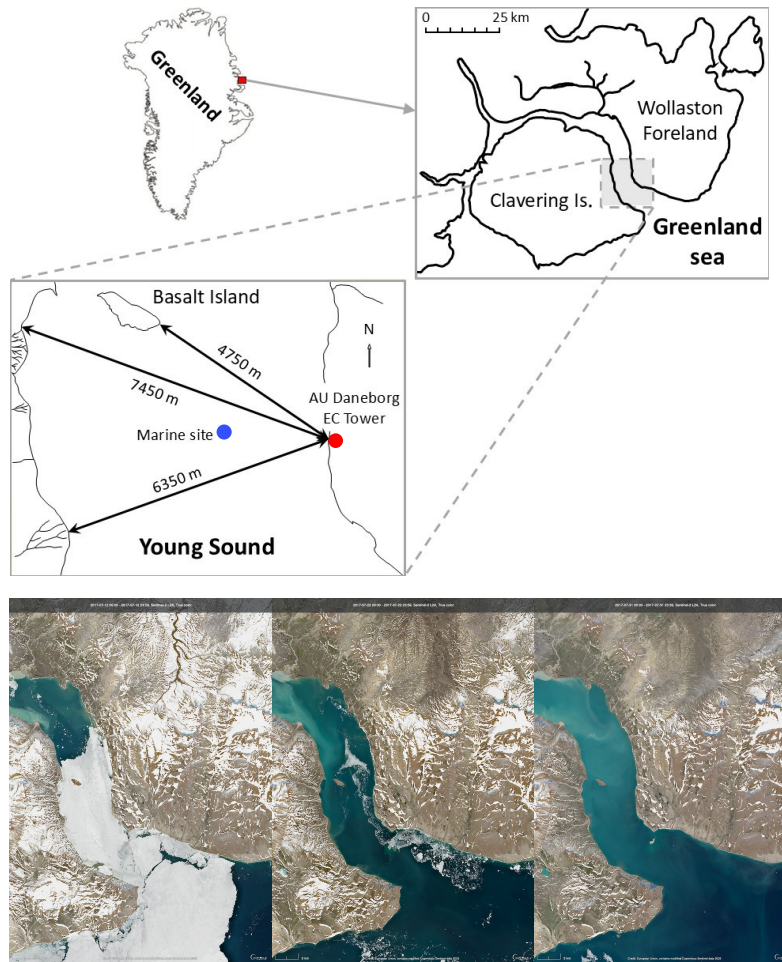 Greenland
0 25 km
Wollaston
Foreland
Clavering Is.
Greenland
sea
Basalt Island
N
4750 m
7450 m
AU Daneborg
EC Tower
Marine site
6350 m
Young Sound